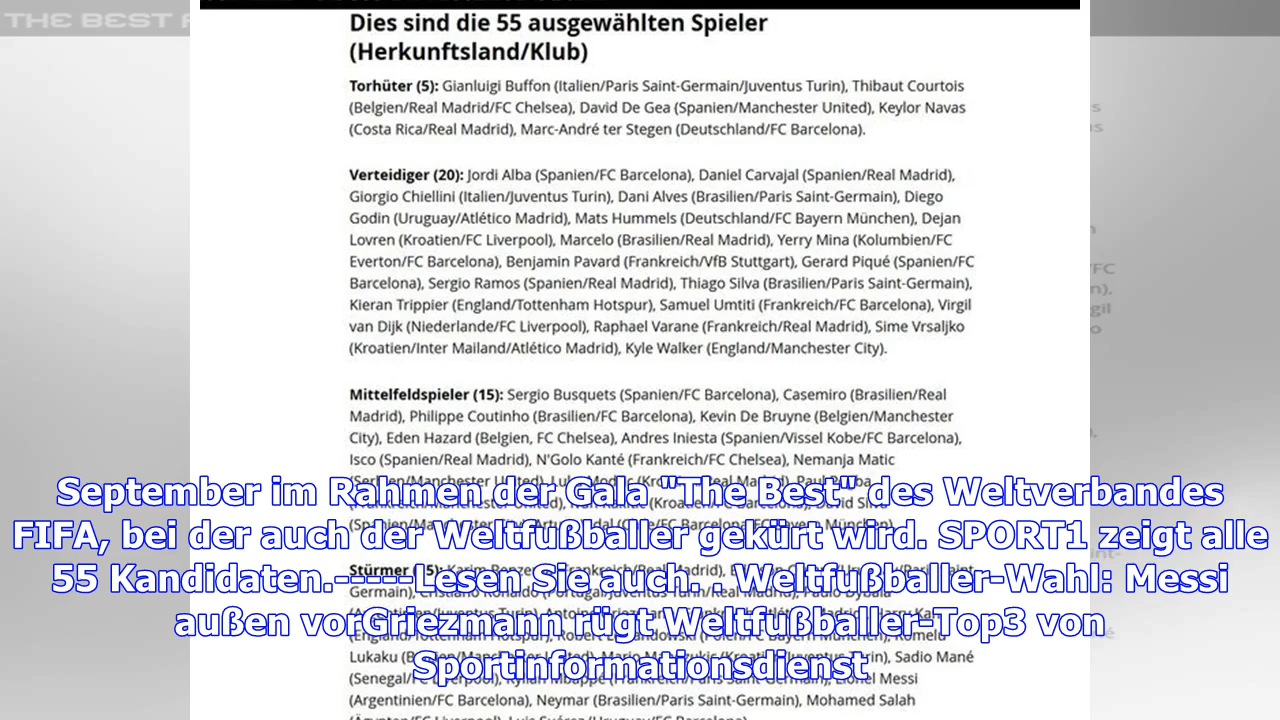 THE BEST F
Dies sind die 55 ausgewählten Spieler
(Herkunftsland/Klub)
Torhüter (5): Gianluigi Buffon (Italien/Paris Saint-Germain/Juventus Turin), Thibaut Courtois
(Belgien/Real Madrid/FC Chelsea), David De Gea (Spanien/Manchester United), Keylor Navas
(Costa Rica/Real Madrid), Marc-André ter Stegen (Deutschland/FC Barcelona).
Verteidiger (20): Jordi Alba (Spanien/FC Barcelona), Daniel Carvajal (Spanien/Real Madrid),
Giorgio Chiellini (Italien/Juventus Turin), Dani Alves (Brasilien/Paris Saint-Germain), Diego
Godin (Uruguay/Atlético Madrid), Mats Hummels (Deutschland/FC Bayern München), Dejan
Lovren (Kroatien/FC Liverpool), Marcelo (Brasilien/Real Madrid), Yerry Mina (Kolumbien/FC
Everton/FC Barcelona), Benjamin Pavard (Frankreich/VfB Stuttgart), Gerard Piqué (Spanien/FC
Barcelona), Sergio Ramos (Spanien/Real Madrid), Thiago Silva (Brasilien/Paris Saint-Germain),
Kieran Trippier (England/Tottenham Hotspur), Samuel Umtiti (Frankreich/FC Barcelona), Virgil
van Dijk (Niederlande/FC Liverpool), Raphael Varane (Frankreich/Real Madrid), Sime Vrsaljko
(Kroatien/Inter Mailand/Atlético Madrid), Kyle Walker (England/Manchester City).
Mittelfeldspieler (15): Sergio Busquets (Spanien/FC Barcelona), Casemiro (Brasilien/Real
Madrid), Philippe Coutinho (Brasilien/FC Barcelona), Kevin De Bruyne (Belgien/Manchester
City), Eden Hazard (Belgien, FC Chelsea), Andres Iniesta (Spanien/Vissel Kobe/FC Barcelona),
Isco (Spanien/Real Madrid), N'Golo Kanté (Frankreich/FC Chelsea), Nemanja Matic
September im Rahmen der Gala "The Best" des Weltverbandes
FIFA, bei der auch der Weltfußballer gekürt wird. SPORT1 zeigt alle
55 Kandidaten.-----Lesen Sie auch. . Weltfußballer-Wahl: Messi
außen vorGriezmann rügt Weltfußballer-Top3 von
Sportinformationsdienst
Stürmer
Lukaku
Sadio Mané
Lionel Messi
(Argentinien/FC Barcelona), Neymar (Brasilien/Paris Saint-Germain), Mohamed Salah